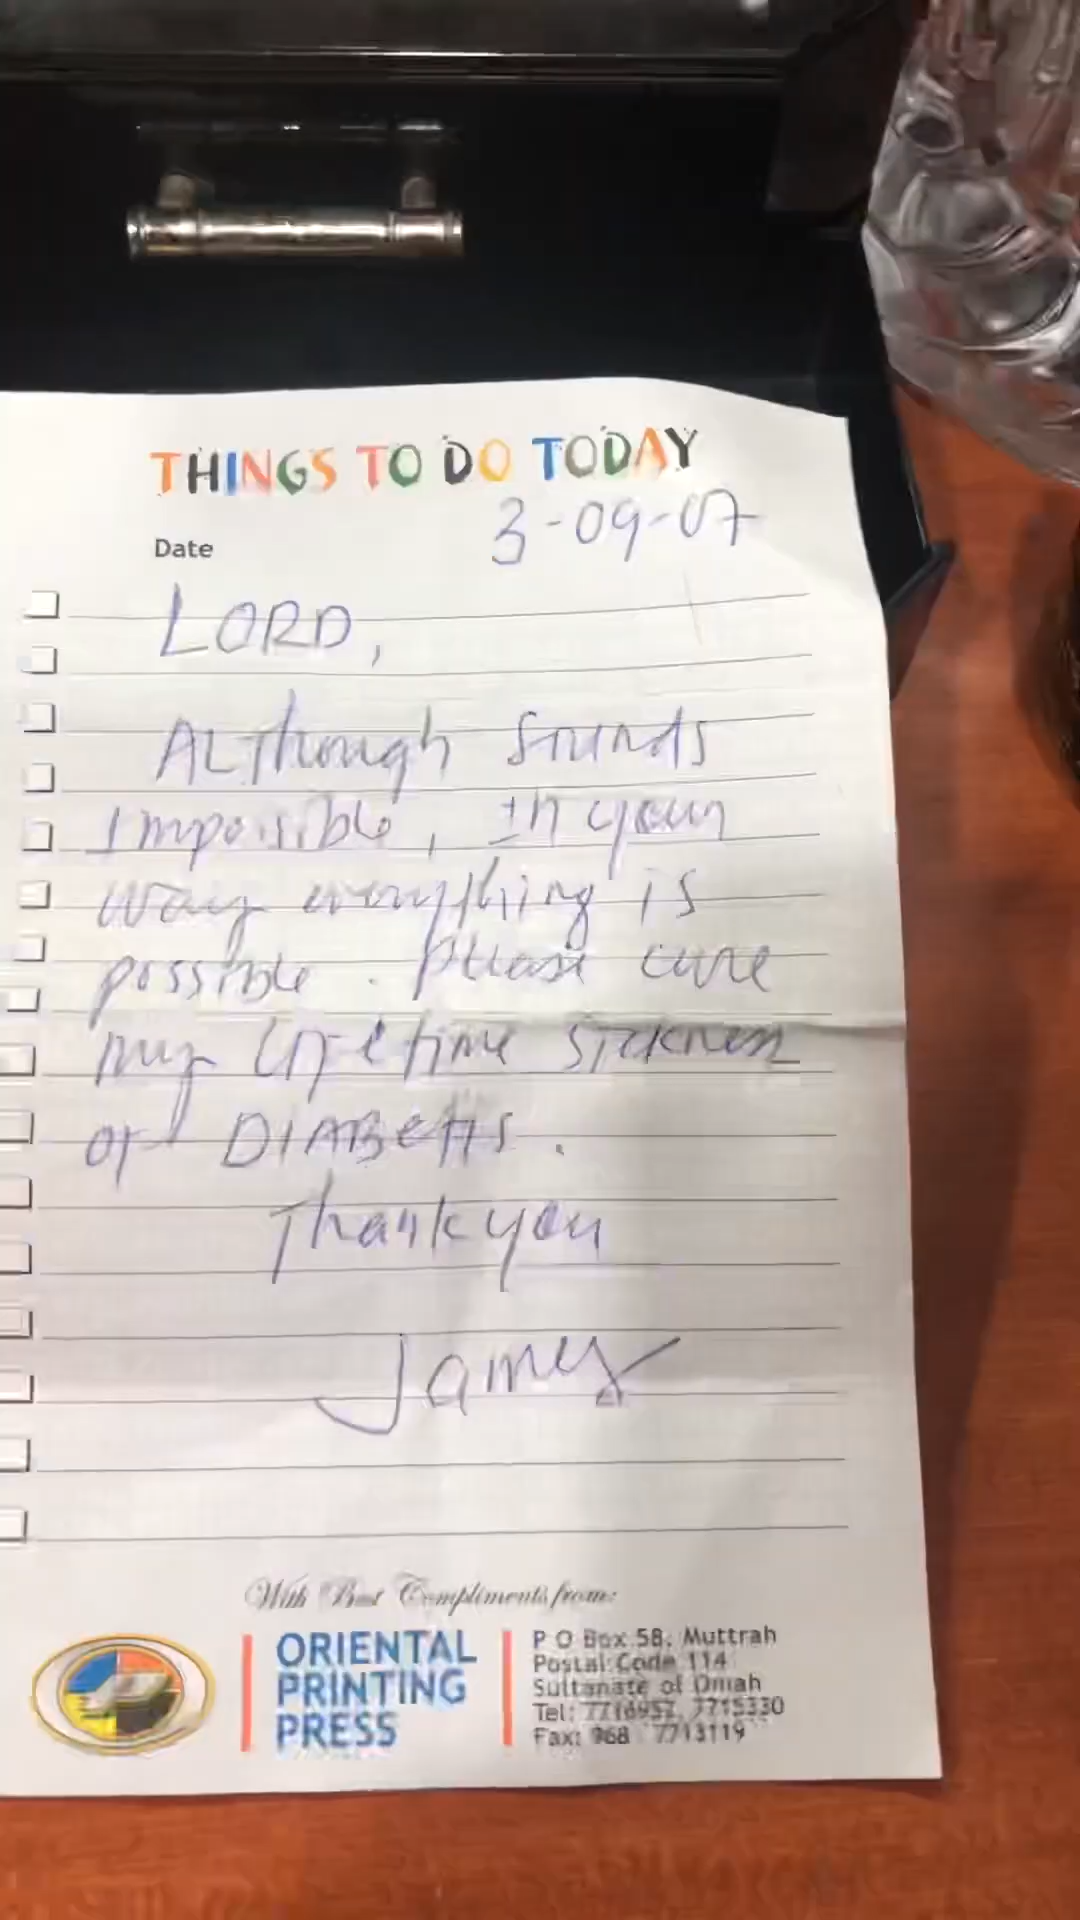 THINGS TO DO TODAY
Date 3-09-07
LORD,
ALthough sounds
Impossible, In your
way everything is
possible. Please cure
my Lifetime sickness
of DIABETIS.
Thank you
James
With Best Compliments from:
ORIENTAL
PRINTING
PRESS
P O Box 58, Muttrah
Postal Code 114
Sultanate of Oman
Tel: 7715330
Fax: 968 7713119